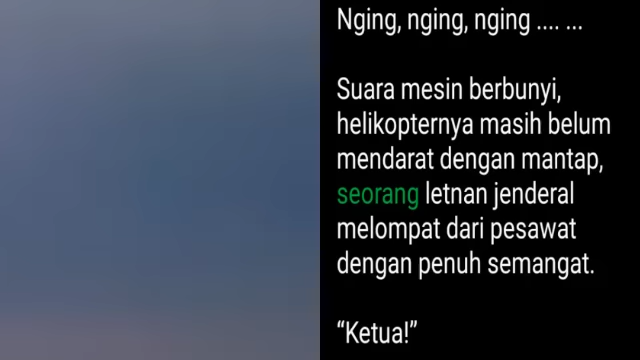 Nging, nging, nging .... ...
Suara mesin berbunyi,
helikopternya masih belum
mendarat dengan mantap,
seorang letnan jenderal
melompat dari pesawat
dengan penuh semangat.
“Ketua!”